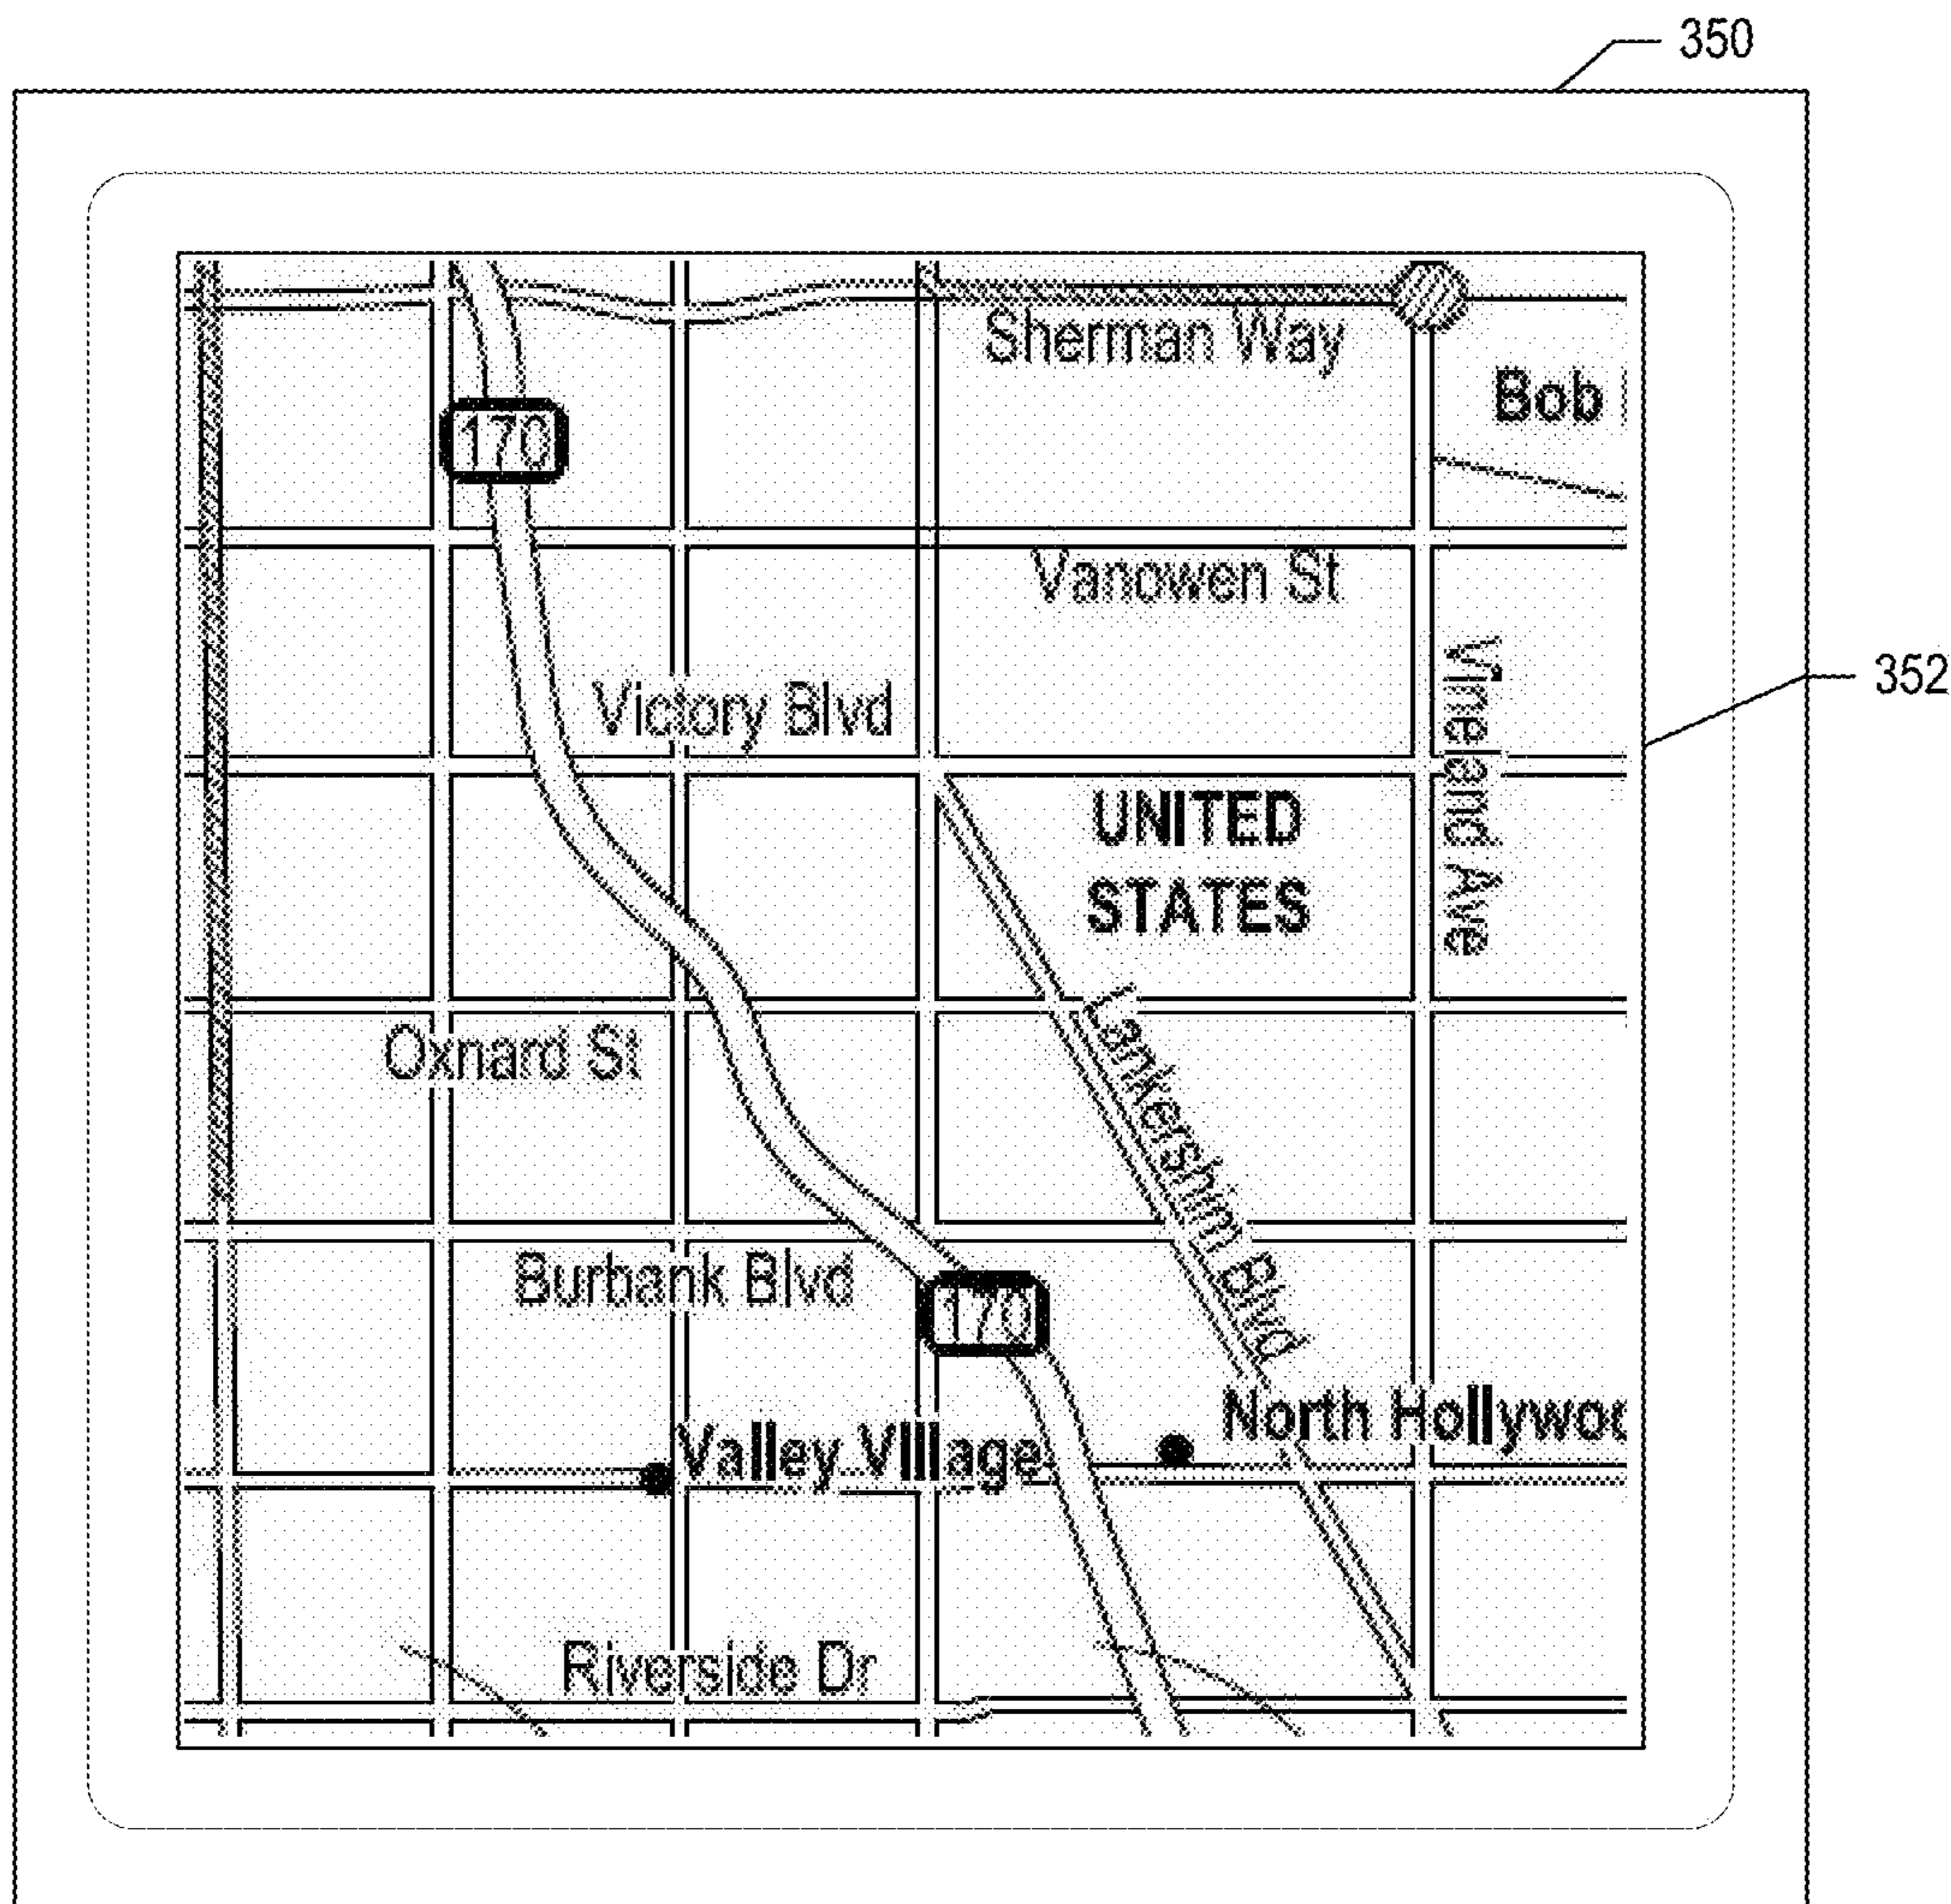 350
Sherman Way
Bob
170
Vanowen St
352
Vineland Ave
Victory Blvd
UNITED
STATES
Oxnard St
Lankershim Blvd
Burbank Blvd
170
North Hollywoo
Valley Village
Riverside Dr